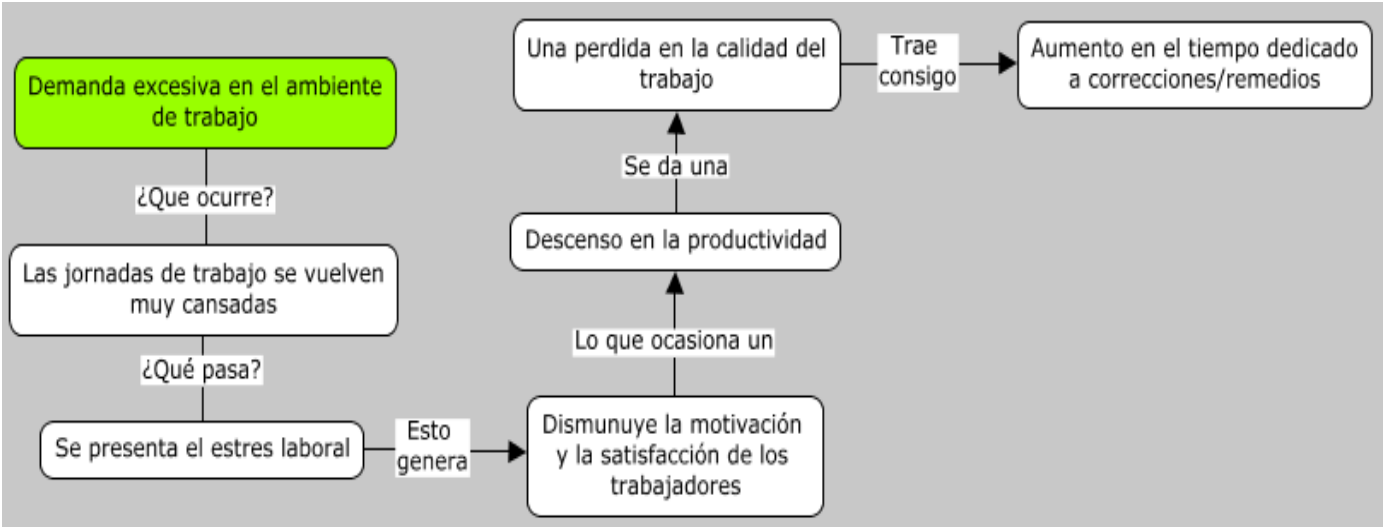 Demanda excesiva en el ambiente
de trabajo
¿Que ocurre?
Las jornadas de trabajo se vuelven
muy cansadas
¿Qué pasa?
Se presenta el estres laboral
Esto
genera
Dismunuye la motivación
y la satisfacción de los
trabajadores
Lo que ocasiona un
Descenso en la productividad
Se da una
Una perdida en la calidad del
trabajo
Trae
consigo
Aumento en el tiempo dedicado
a correcciones/remedios